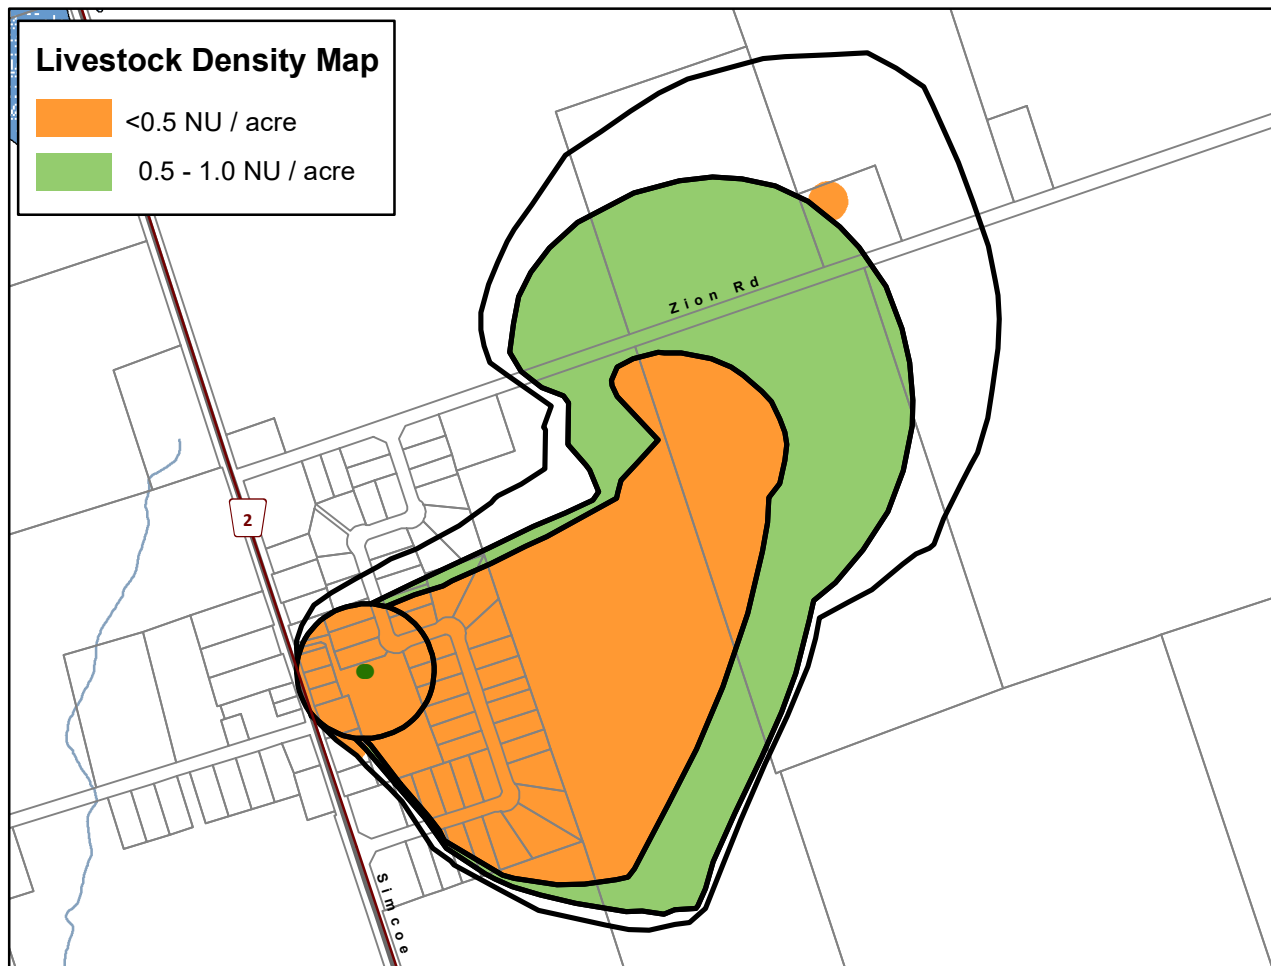 Livestock Density Map
<0.5 NU / acre
0.5 - 1.0 NU / acre
Zion Rd
2
Simcoe